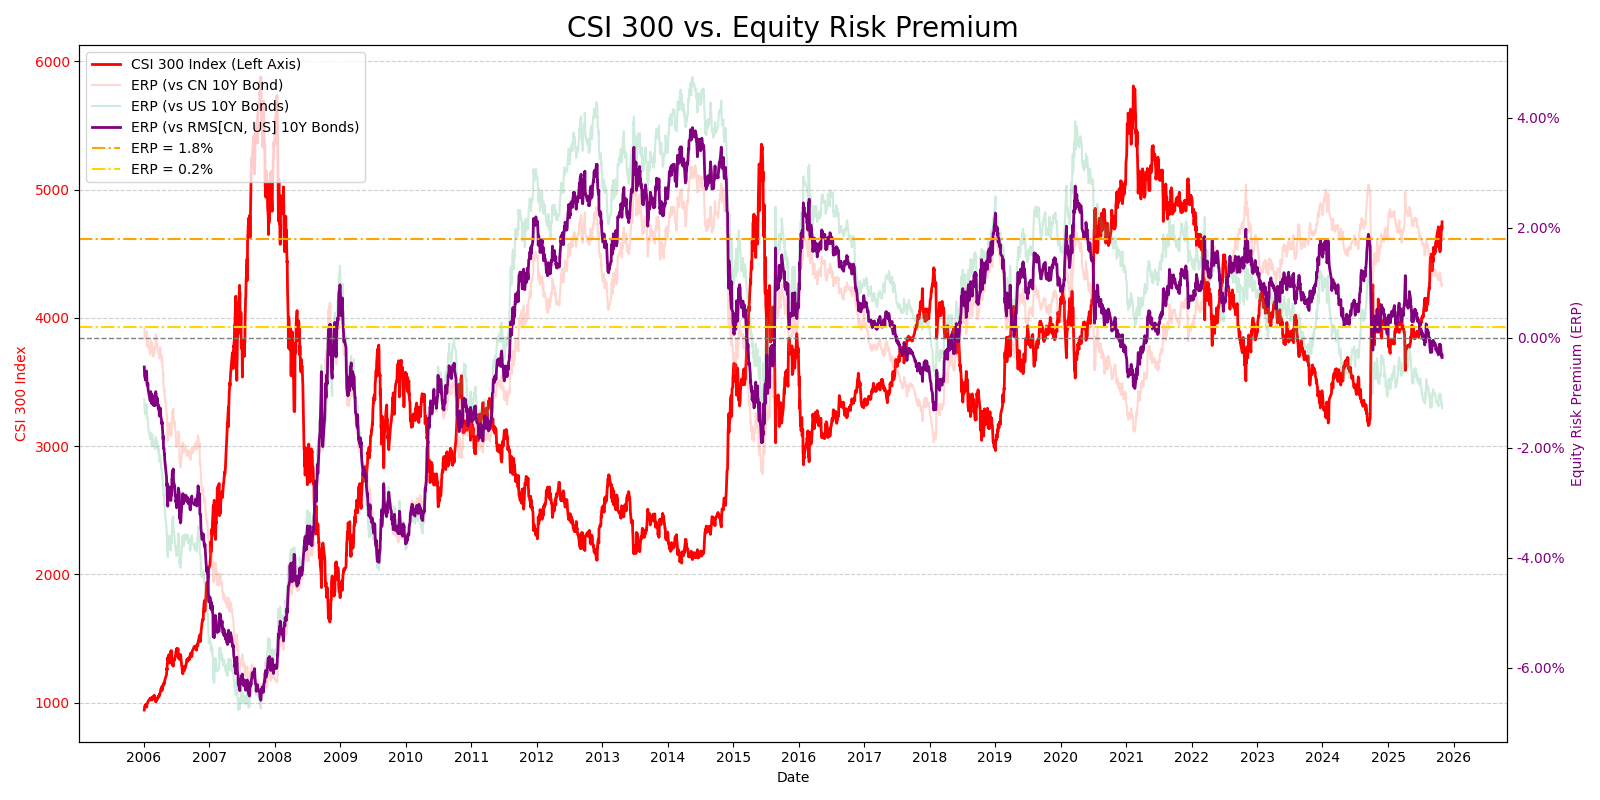 CSI 300 vs. Equity Risk Premium
CSI 300 Index (Left Axis)
ERP (vs CN 10Y Bond)
ERP (vs US 10Y Bonds)
ERP (vs RMS[CN, US] 10Y Bonds)
ERP = 1.8%
ERP = 0.2%
6000
5000
4000
3000
2000
1000
CSI 300 Index
4.00%
2.00%
0.00%
-2.00%
-4.00%
-6.00%
Equity Risk Premium (ERP)
2006 2007 2008 2009 2010 2011 2012 2013 2014 2015 2016 2017 2018 2019 2020 2021 2022 2023 2024 2025 2026
Date